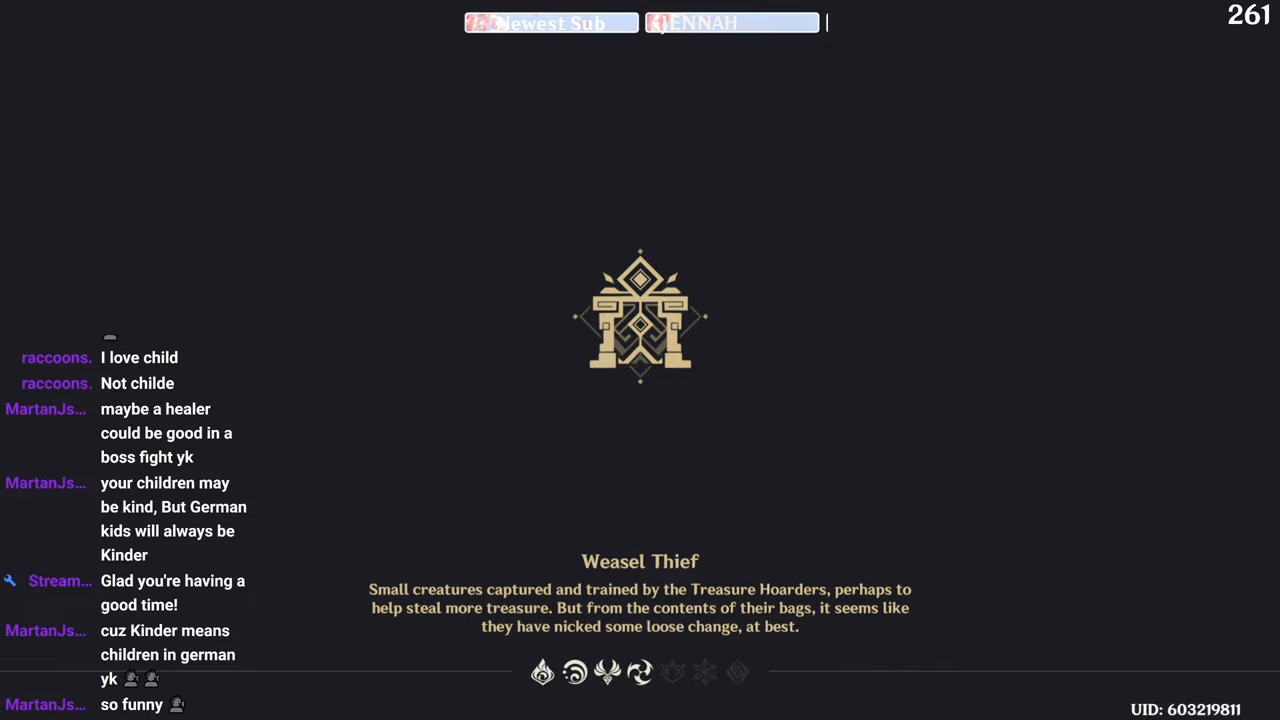 Newest Sub
JENNAH
261
raccoons. I love child
raccoons. Not childe
MartanJs... maybe a healer
could be good in a
boss fight yk
MartanJs... your children may
be kind, But German
kids will always be
Kinder
Stream... Glad you're having a
good time!
MartanJs... cuz Kinder means
children in german
yk
MartanJs... so funny
Weasel Thief
Small creatures captured and trained by the Treasure Hoarders, perhaps to
help steal more treasure. But from the contents of their bags, it seems like
they have nicked some loose change, at best.
UID: 603219811